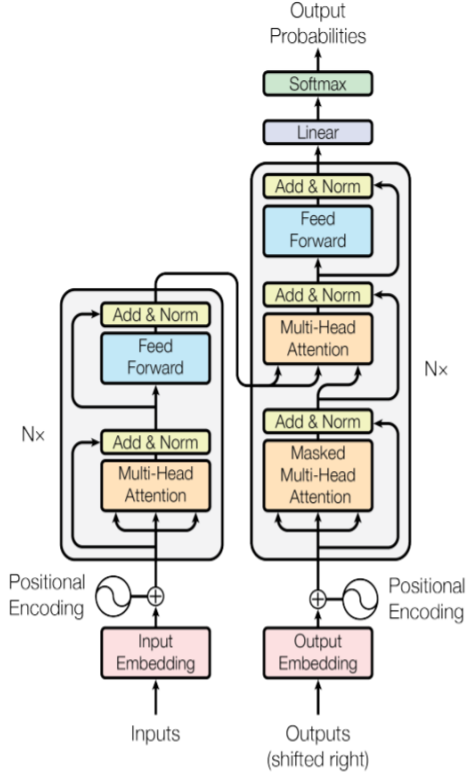 Output
Probabilities
Softmax
Linear
Add & Norm
Feed
Forward
Add & Norm
Multi-Head
Attention
Add & Norm
Masked
Multi-Head
Attention
N×
Add & Norm
Feed
Forward
Add & Norm
Multi-Head
Attention
N×
Positional
Encoding
Positional
Encoding
Input
Embedding
Output
Embedding
Inputs
Outputs
(shifted right)